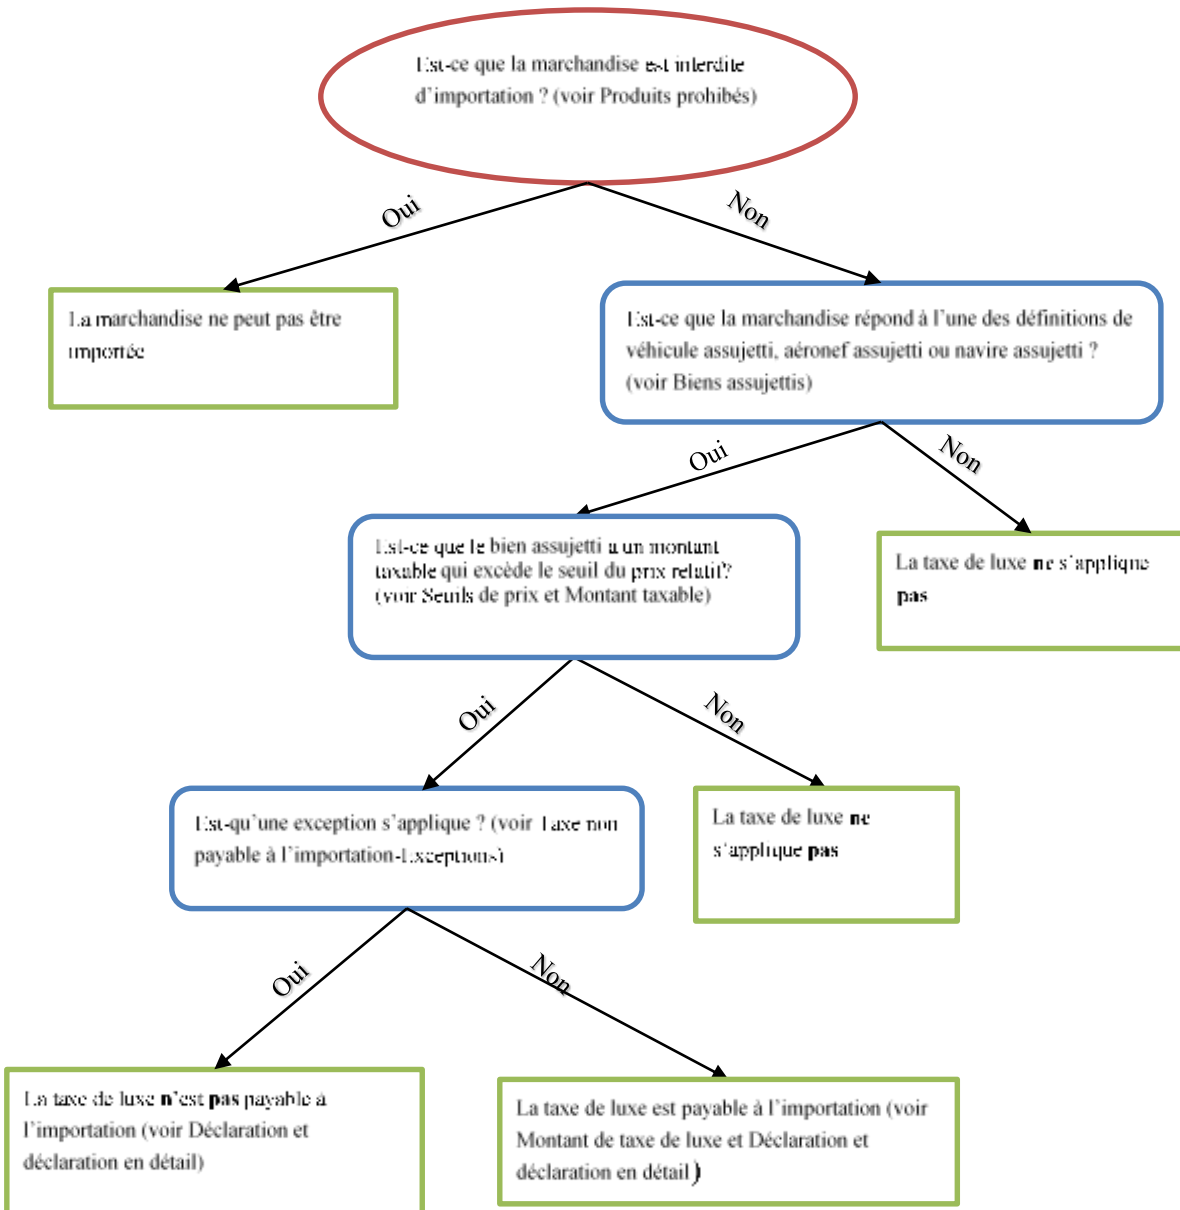 Est-ce que la marchandise est interdite
d’importation ? (voir Produits prohibés)
Oui
Non
La marchandise ne peut pas être
importée
Est-ce que la marchandise répond à l’une des définitions de
véhicule assujetti, aéronef assujetti ou navire assujetti ?
(voir Biens assujettis)
Oui
Non
Est-ce que le bien assujetti a un montant
taxable qui excède le seuil du prix relatif?
(voir Seuils de prix et Montant taxable)
La taxe de luxe ne s’applique
pas
Oui
Non
Est-qu’une exception s’applique ? (voir Taxe non
payable à l’importation-Exceptions)
La taxe de luxe ne
s’applique pas
Oui
Non
La taxe de luxe n’est pas payable à
l’importation (voir Déclaration et
déclaration en détail)
La taxe de luxe est payable à l’importation (voir
Montant de taxe de luxe et Déclaration et
déclaration en détail)